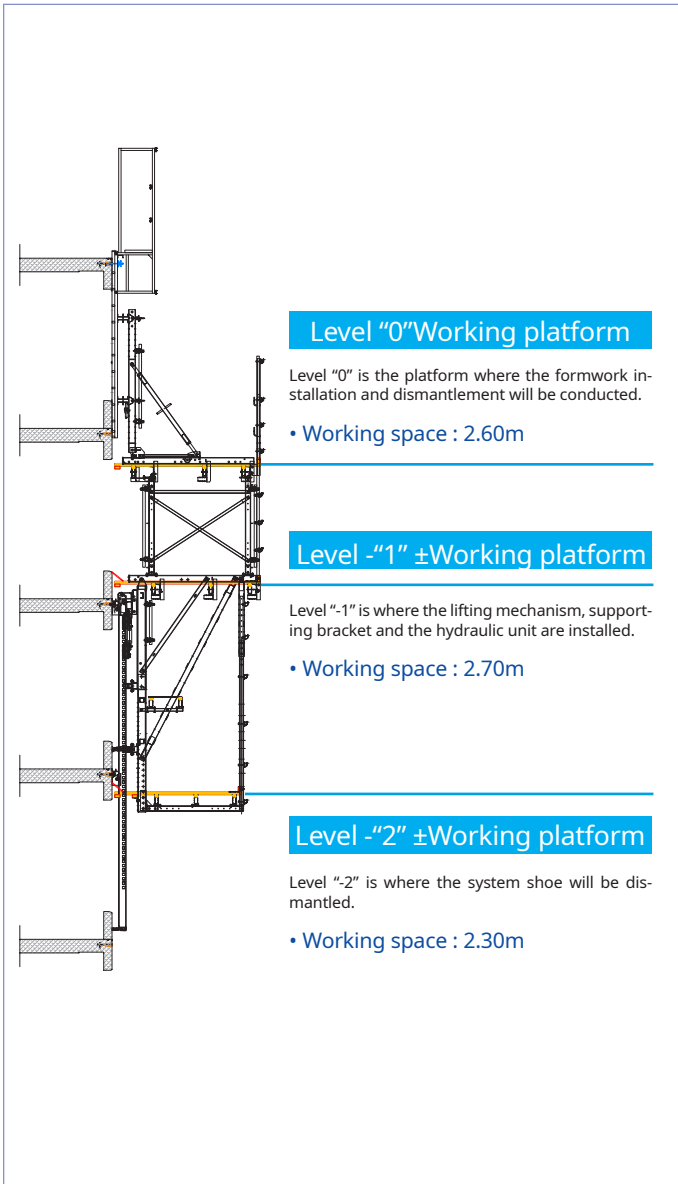 Level “0”Working platform
Level “0” is the platform where the formwork in-
stallation and dismantlement will be conducted.
• Working space : 2.60m
Level -“1” ±Working platform
Level “-1” is where the lifting mechanism, support-
ing bracket and the hydraulic unit are installed.
• Working space : 2.70m
Level -“2” ±Working platform
Level “-2” is where the system shoe will be dis-
mantled.
• Working space : 2.30m